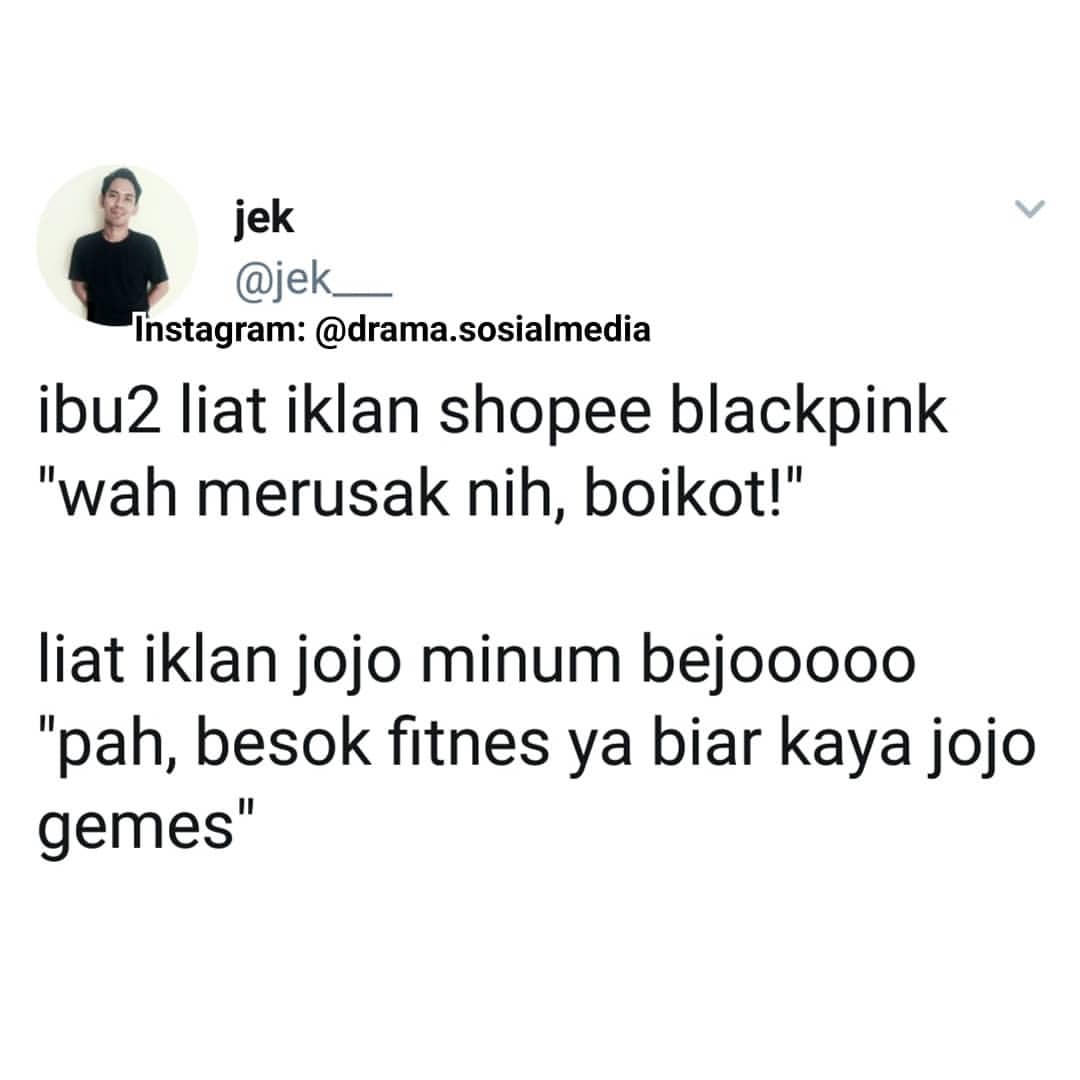 jek
@jek___
Instagram: @drama.sosialmedia
ibu2 liat iklan shopee blackpink
"wah merusak nih, boikot!"
liat iklan jojo minum bejooooo
"pah, besok fitnes ya biar kaya jojo
gemes"